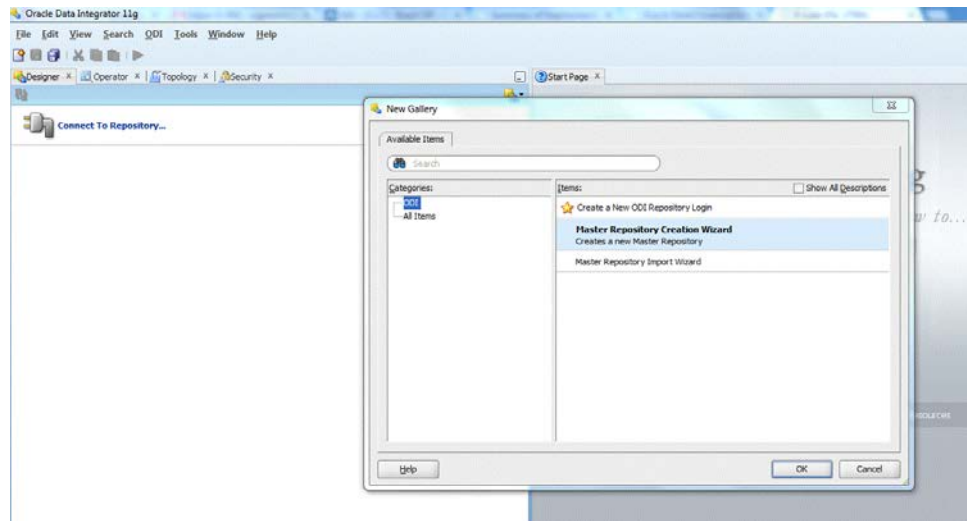 Oracle Data Integrator 11g
File Edit View Search ODI Tools Window Help
Designer Operator Topology Security
Start Page
Connect To Repository...
New Gallery
Available Items
Search
Categories:
ODI
All Items
Items:
Show All Descriptions
Create a New ODI Repository Login
Master Repository Creation Wizard
Creates a new Master Repository
Master Repository Import Wizard
g
to...
Help
OK
Cancel